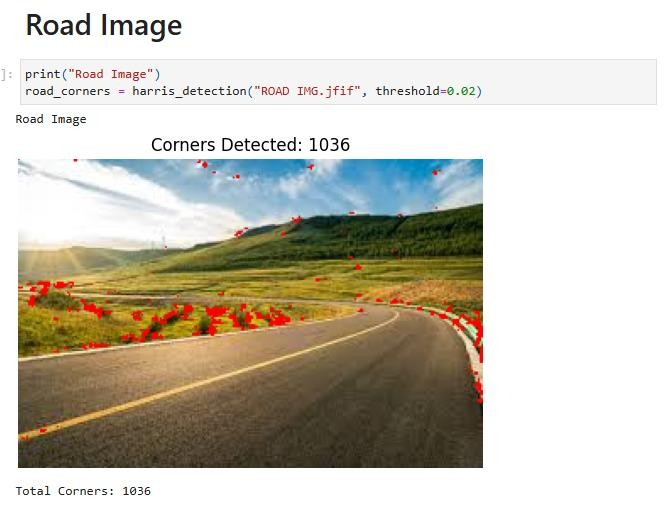 Road Image
]: print("Road Image")
road_corners = harris_detection("ROAD IMG.jfif", threshold=0.02)
Road Image
Corners Detected: 1036
Total Corners: 1036